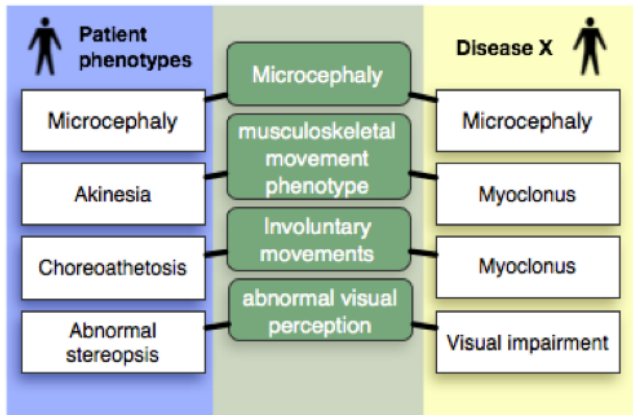 Patient
phenotypes
Microcephaly
Akinesia
Choreoathetosis
Abnormal
stereopsis
Microcephaly
musculoskeletal
movement
phenotype
Involuntary
movements
abnormal visual
perception
Disease X
Microcephaly
Myoclonus
Myoclonus
Visual impairment